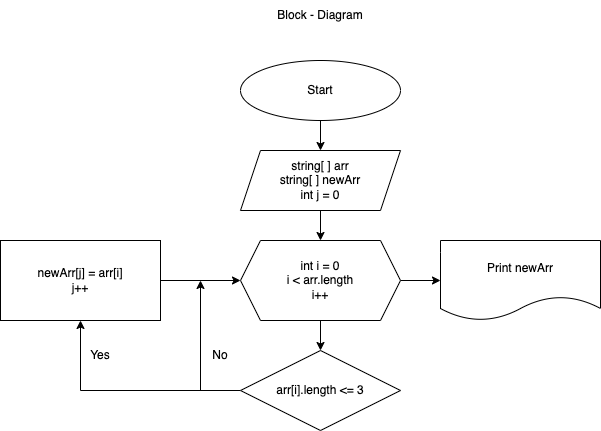 Block - Diagram
Start
string[ ] arr
string[ ] newArr
int j = 0
newArr[j] = arr[i]
j++
int i = 0
i < arr.length
i++
Print newArr
Yes
No
arr[i].length <= 3